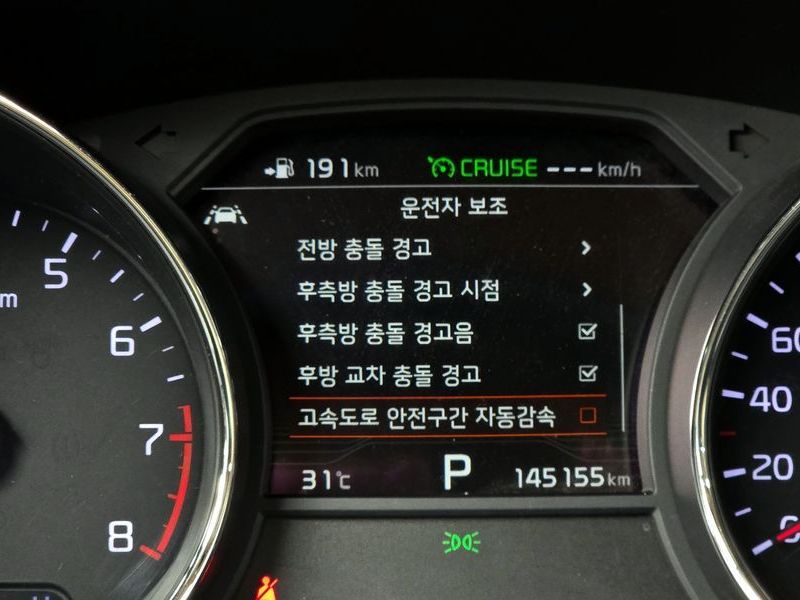 191 km CRUISE --- km/h
운전자 보조
전방 충돌 경고
후측방 충돌 경고 시점
후측방 충돌 경고음
후방 교차 충돌 경고
고속도로 안전구간 자동감속
31℃ P 145155 km
5
6
7
8
m
60
40
20
0